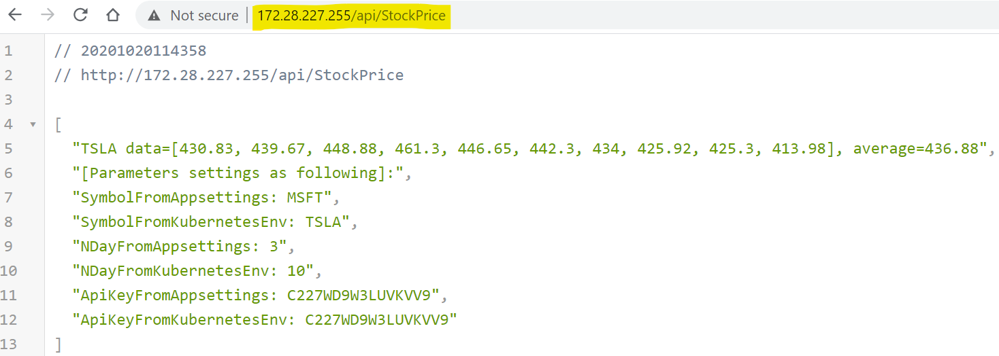 Not secure | 172.28.227.255/api/StockPrice
1 // 20201020114358
2 // http://172.28.227.255/api/StockPrice
3
4 [
5 "TSLA data=[430.83, 439.67, 448.88, 461.3, 446.65, 442.3, 434, 425.92, 425.3, 413.98], average=436.88",
6 "[Parameters settings as following]:",
7 "SymbolFromAppsettings: MSFT",
8 "SymbolFromKubernetesEnv: TSLA",
9 "NDayFromAppsettings: 3",
10 "NDayFromKubernetesEnv: 10",
11 "ApiKeyFromAppsettings: C227WD9W3LUVKVV9",
12 "ApiKeyFromKubernetesEnv: C227WD9W3LUVKVV9"
13 ]